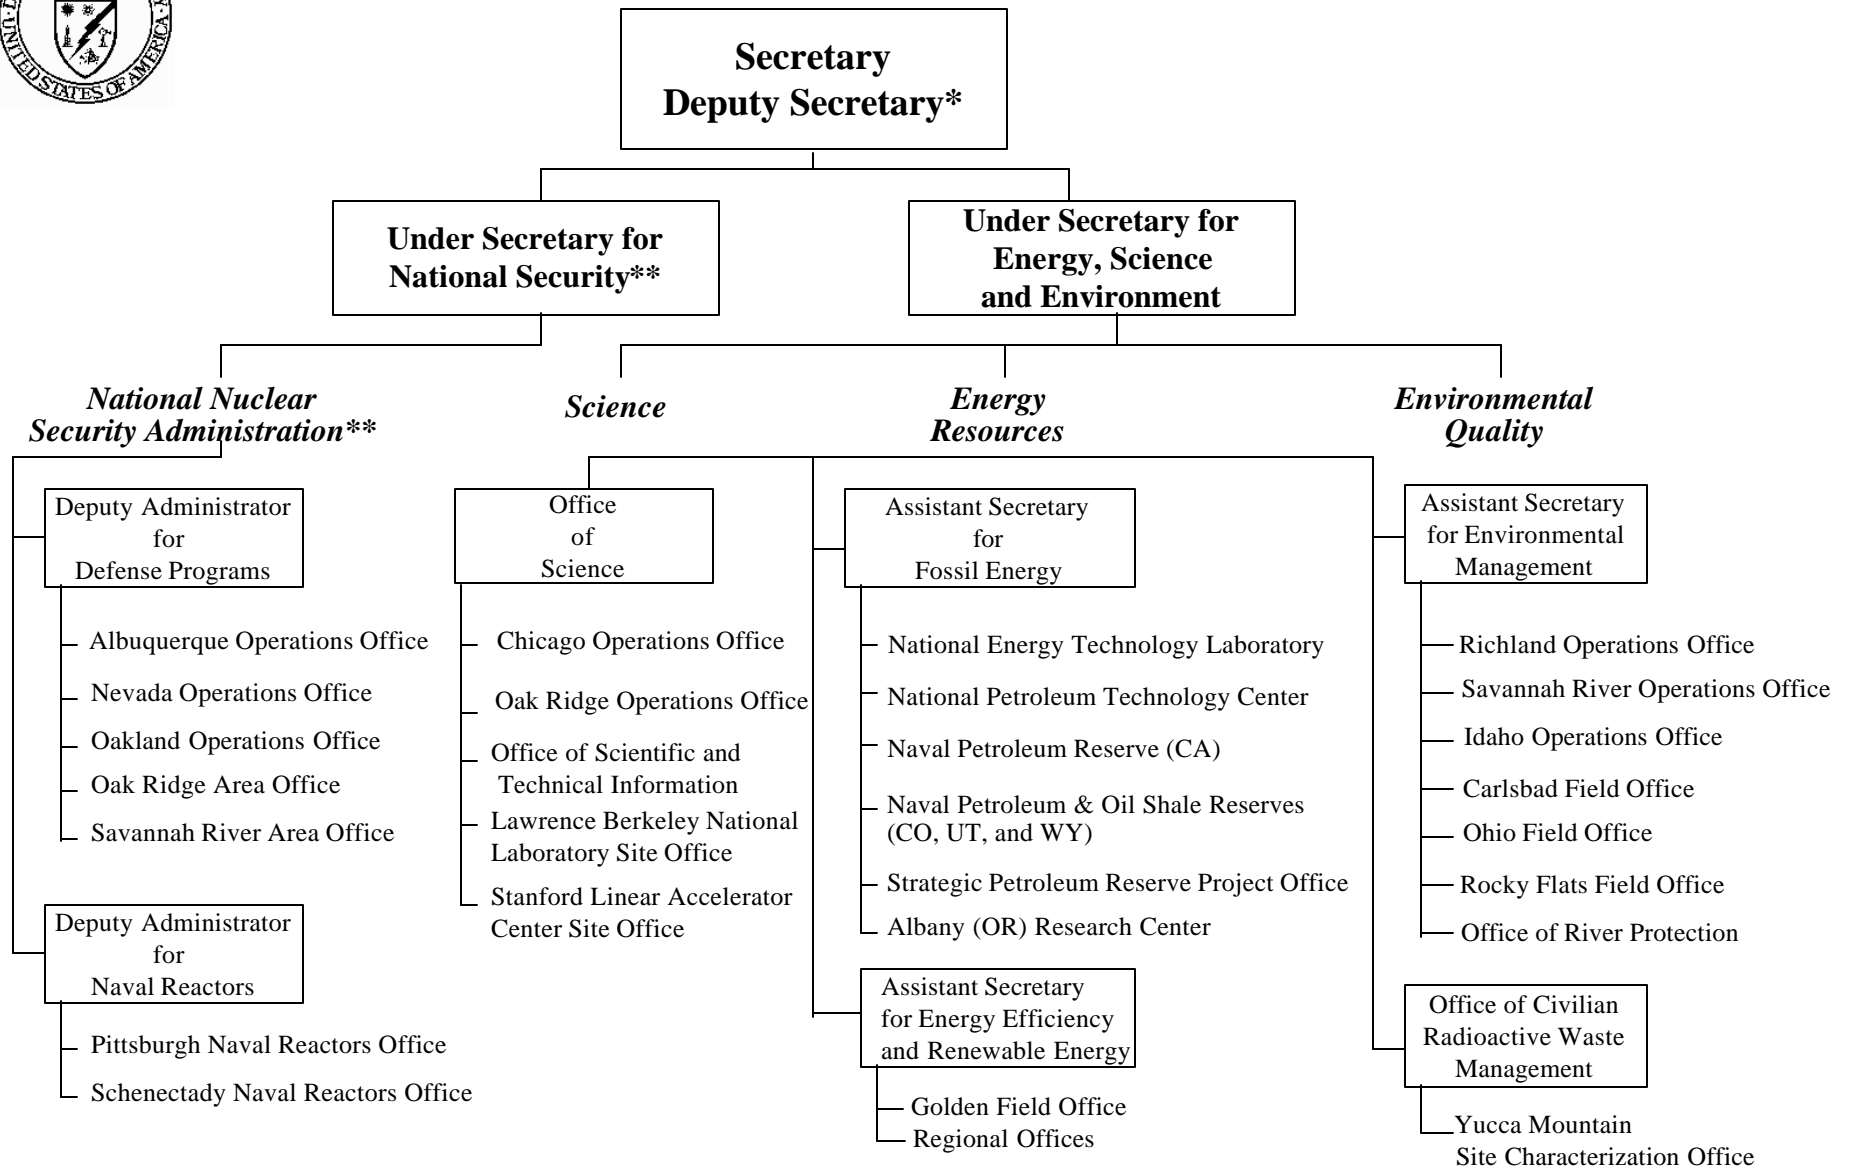 UNITED STATES OF AMERICA
Secretary
Deputy Secretary*
Under Secretary for
National Security**
Under Secretary for
Energy, Science
and Environment
National Nuclear
Security Administration**
Science
Energy
Resources
Environmental
Quality
Deputy Administrator
for
Defense Programs
Albuquerque Operations Office
Nevada Operations Office
Oakland Operations Office
Oak Ridge Area Office
Savannah River Area Office
Deputy Administrator
for
Naval Reactors
Pittsburgh Naval Reactors Office
Schenectady Naval Reactors Office
Office
of
Science
Chicago Operations Office
Oak Ridge Operations Office
Office of Scientific and
Technical Information
Lawrence Berkeley National
Laboratory Site Office
Stanford Linear Accelerator
Center Site Office
Assistant Secretary
for
Fossil Energy
National Energy Technology Laboratory
National Petroleum Technology Center
Naval Petroleum Reserve (CA)
Naval Petroleum & Oil Shale Reserves
(CO, UT, and WY)
Strategic Petroleum Reserve Project Office
Albany (OR) Research Center
Assistant Secretary
for Energy Efficiency
and Renewable Energy
Golden Field Office
Regional Offices
Assistant Secretary
for Environmental
Management
Richland Operations Office
Savannah River Operations Office
Idaho Operations Office
Carlsbad Field Office
Ohio Field Office
Rocky Flats Field Office
Office of River Protection
Office of Civilian
Radioactive Waste
Management
Yucca Mountain
Site Characterization Office